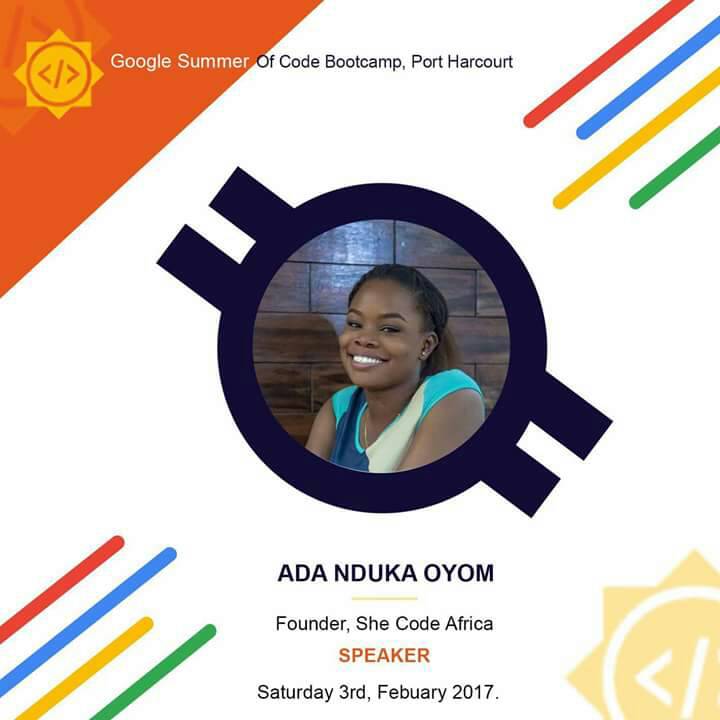 </>
Google Summer Of Code Bootcamp, Port Harcourt
ADA NDUKA OYOM
Founder, She Code Africa
SPEAKER
Saturday 3rd, Febuary 2017.
</>